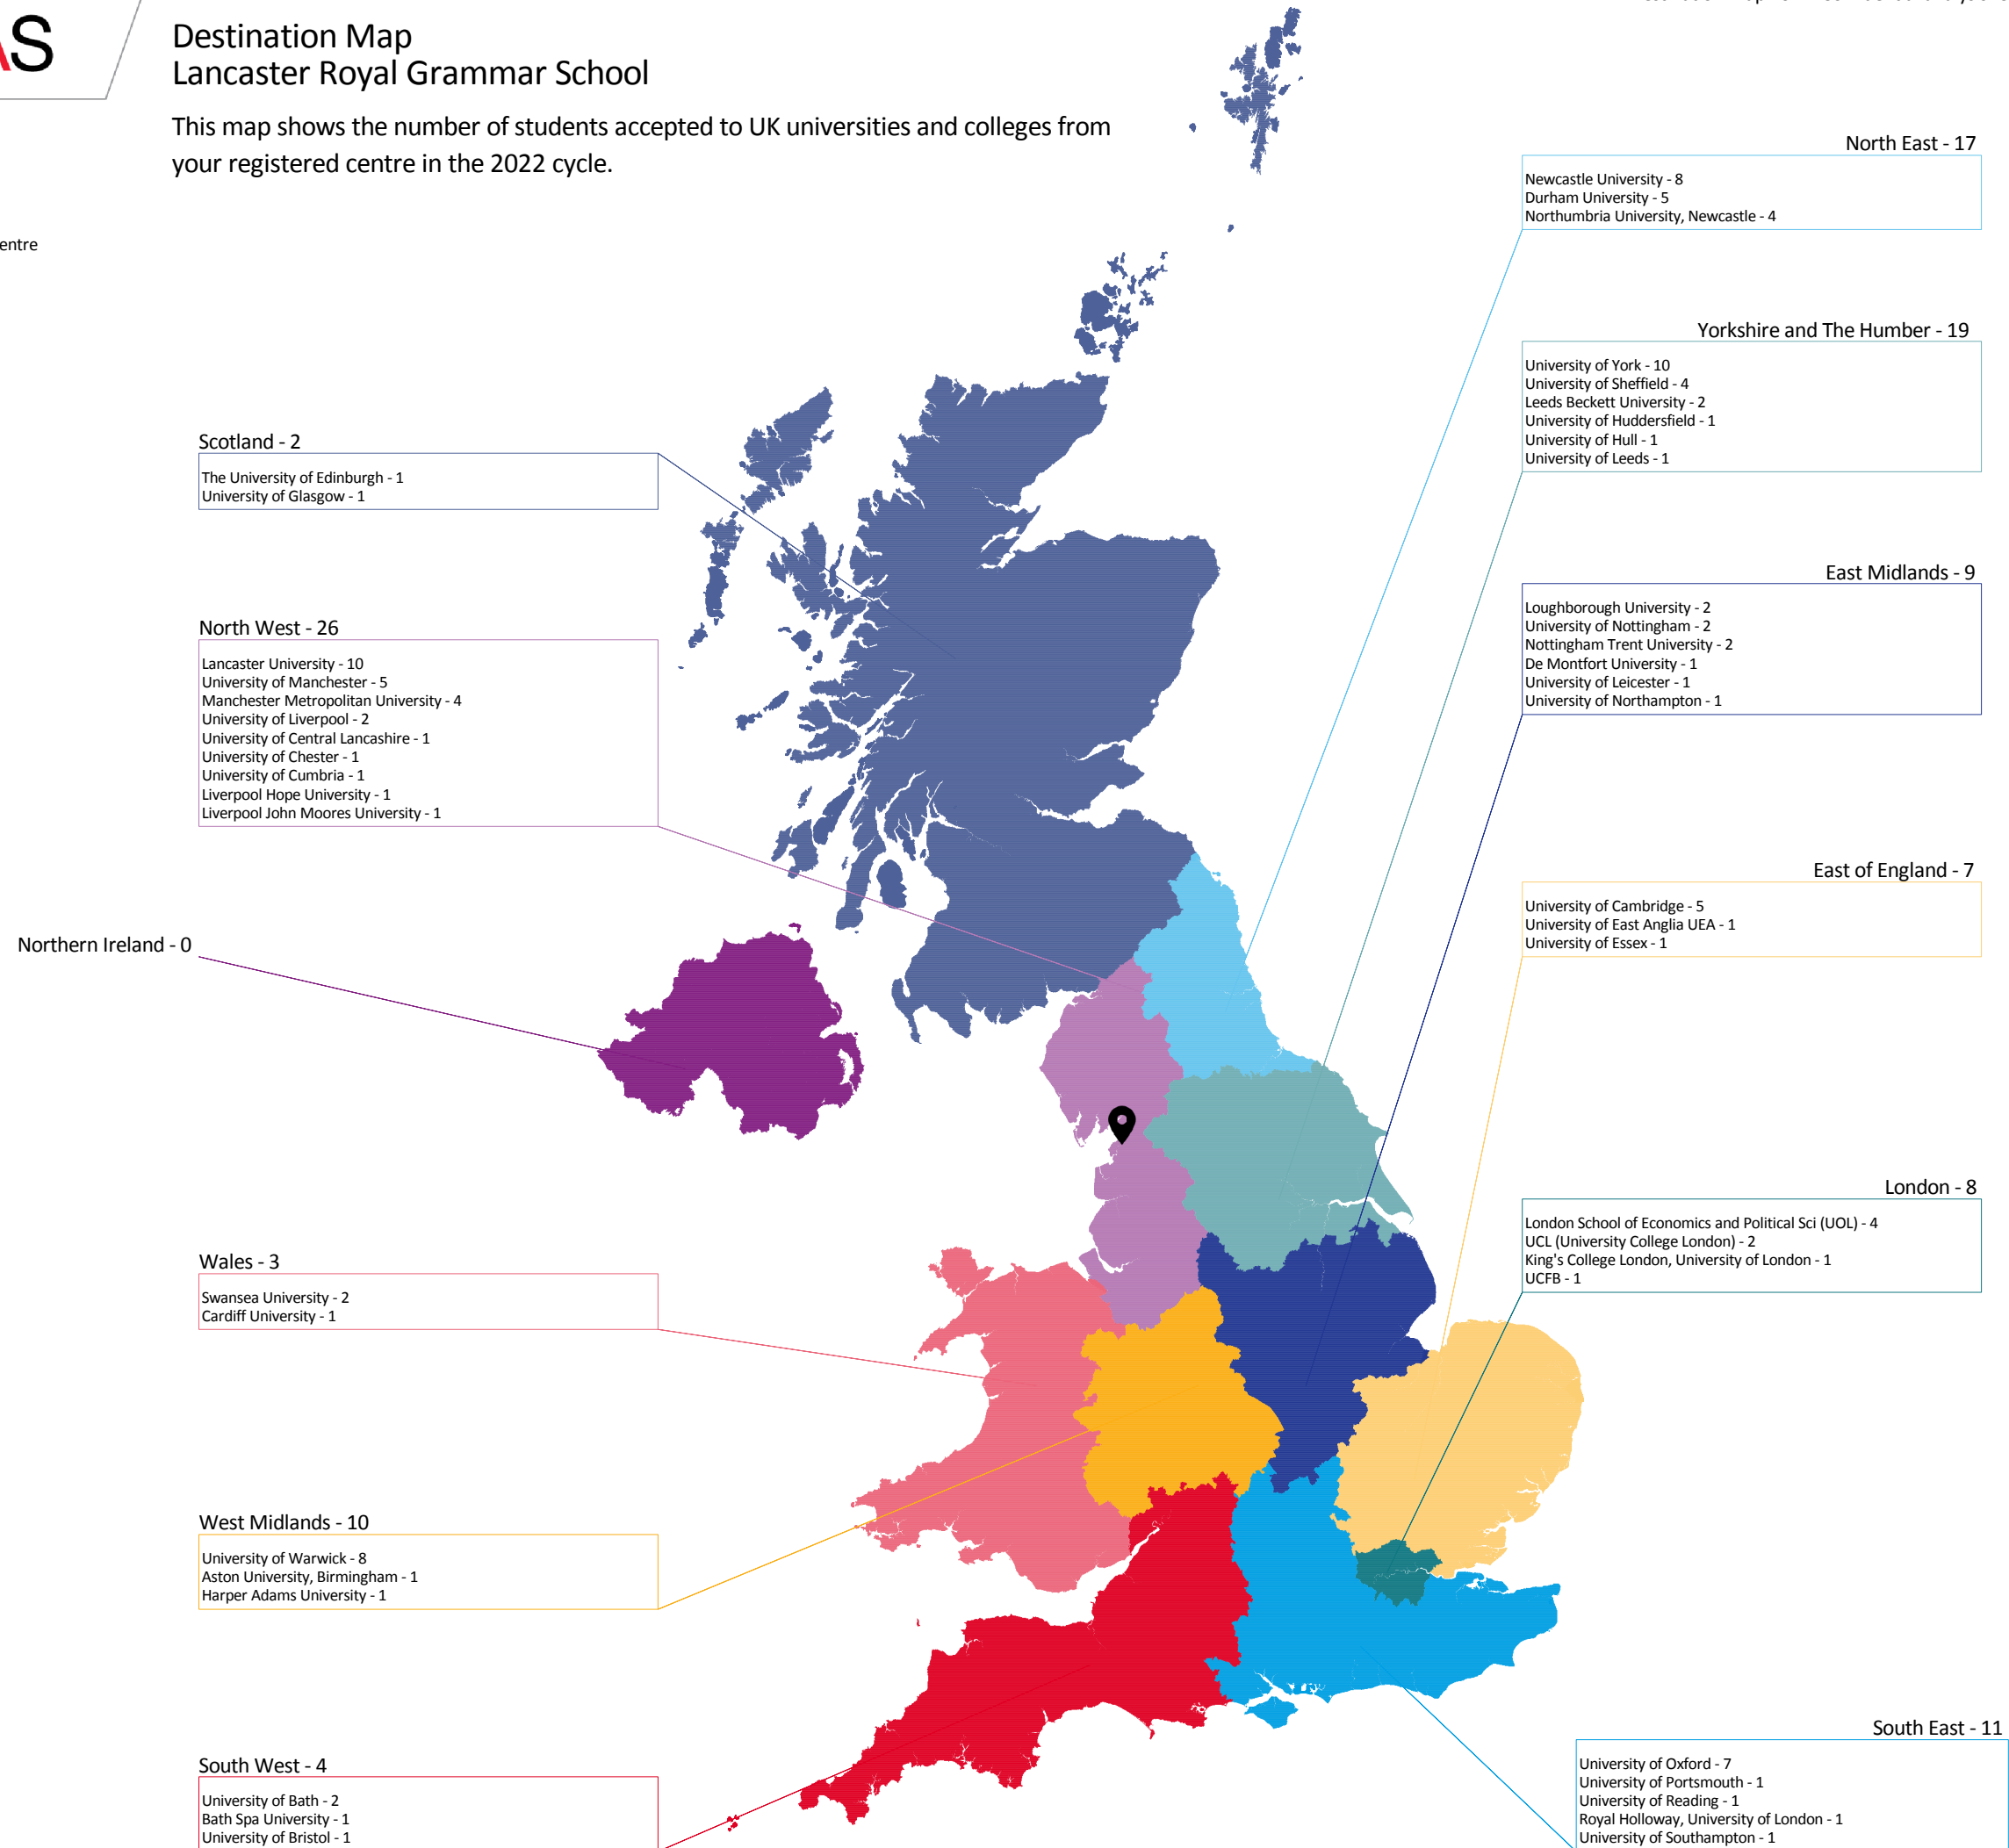 AS
Destination Map
Lancaster Royal Grammar School
This map shows the number of students accepted to UK universities and colleges from
your registered centre in the 2022 cycle.
North East - 17
Newcastle University - 8
Durham University - 5
Northumbria University, Newcastle - 4
entre
Yorkshire and The Humber - 19
University of York - 10
University of Sheffield - 4
Leeds Beckett University - 2
University of Huddersfield - 1
University of Hull - 1
University of Leeds - 1
Scotland - 2
The University of Edinburgh - 1
University of Glasgow - 1
East Midlands - 9
Loughborough University - 2
University of Nottingham - 2
Nottingham Trent University - 2
De Montfort University - 1
University of Leicester - 1
University of Northampton - 1
North West - 26
Lancaster University - 10
University of Manchester - 5
Manchester Metropolitan University - 4
University of Liverpool - 2
University of Central Lancashire - 1
University of Chester - 1
University of Cumbria - 1
Liverpool Hope University - 1
Liverpool John Moores University - 1
East of England - 7
University of Cambridge - 5
University of East Anglia UEA - 1
University of Essex - 1
Northern Ireland - 0
London - 8
London School of Economics and Political Sci (UOL) - 4
UCL (University College London) - 2
King's College London, University of London - 1
UCFB - 1
Wales - 3
Swansea University - 2
Cardiff University - 1
West Midlands - 10
University of Warwick - 8
Aston University, Birmingham - 1
Harper Adams University - 1
South East - 11
University of Oxford - 7
University of Portsmouth - 1
University of Reading - 1
Royal Holloway, University of London - 1
University of Southampton - 1
South West - 4
University of Bath - 2
Bath Spa University - 1
University of Bristol - 1